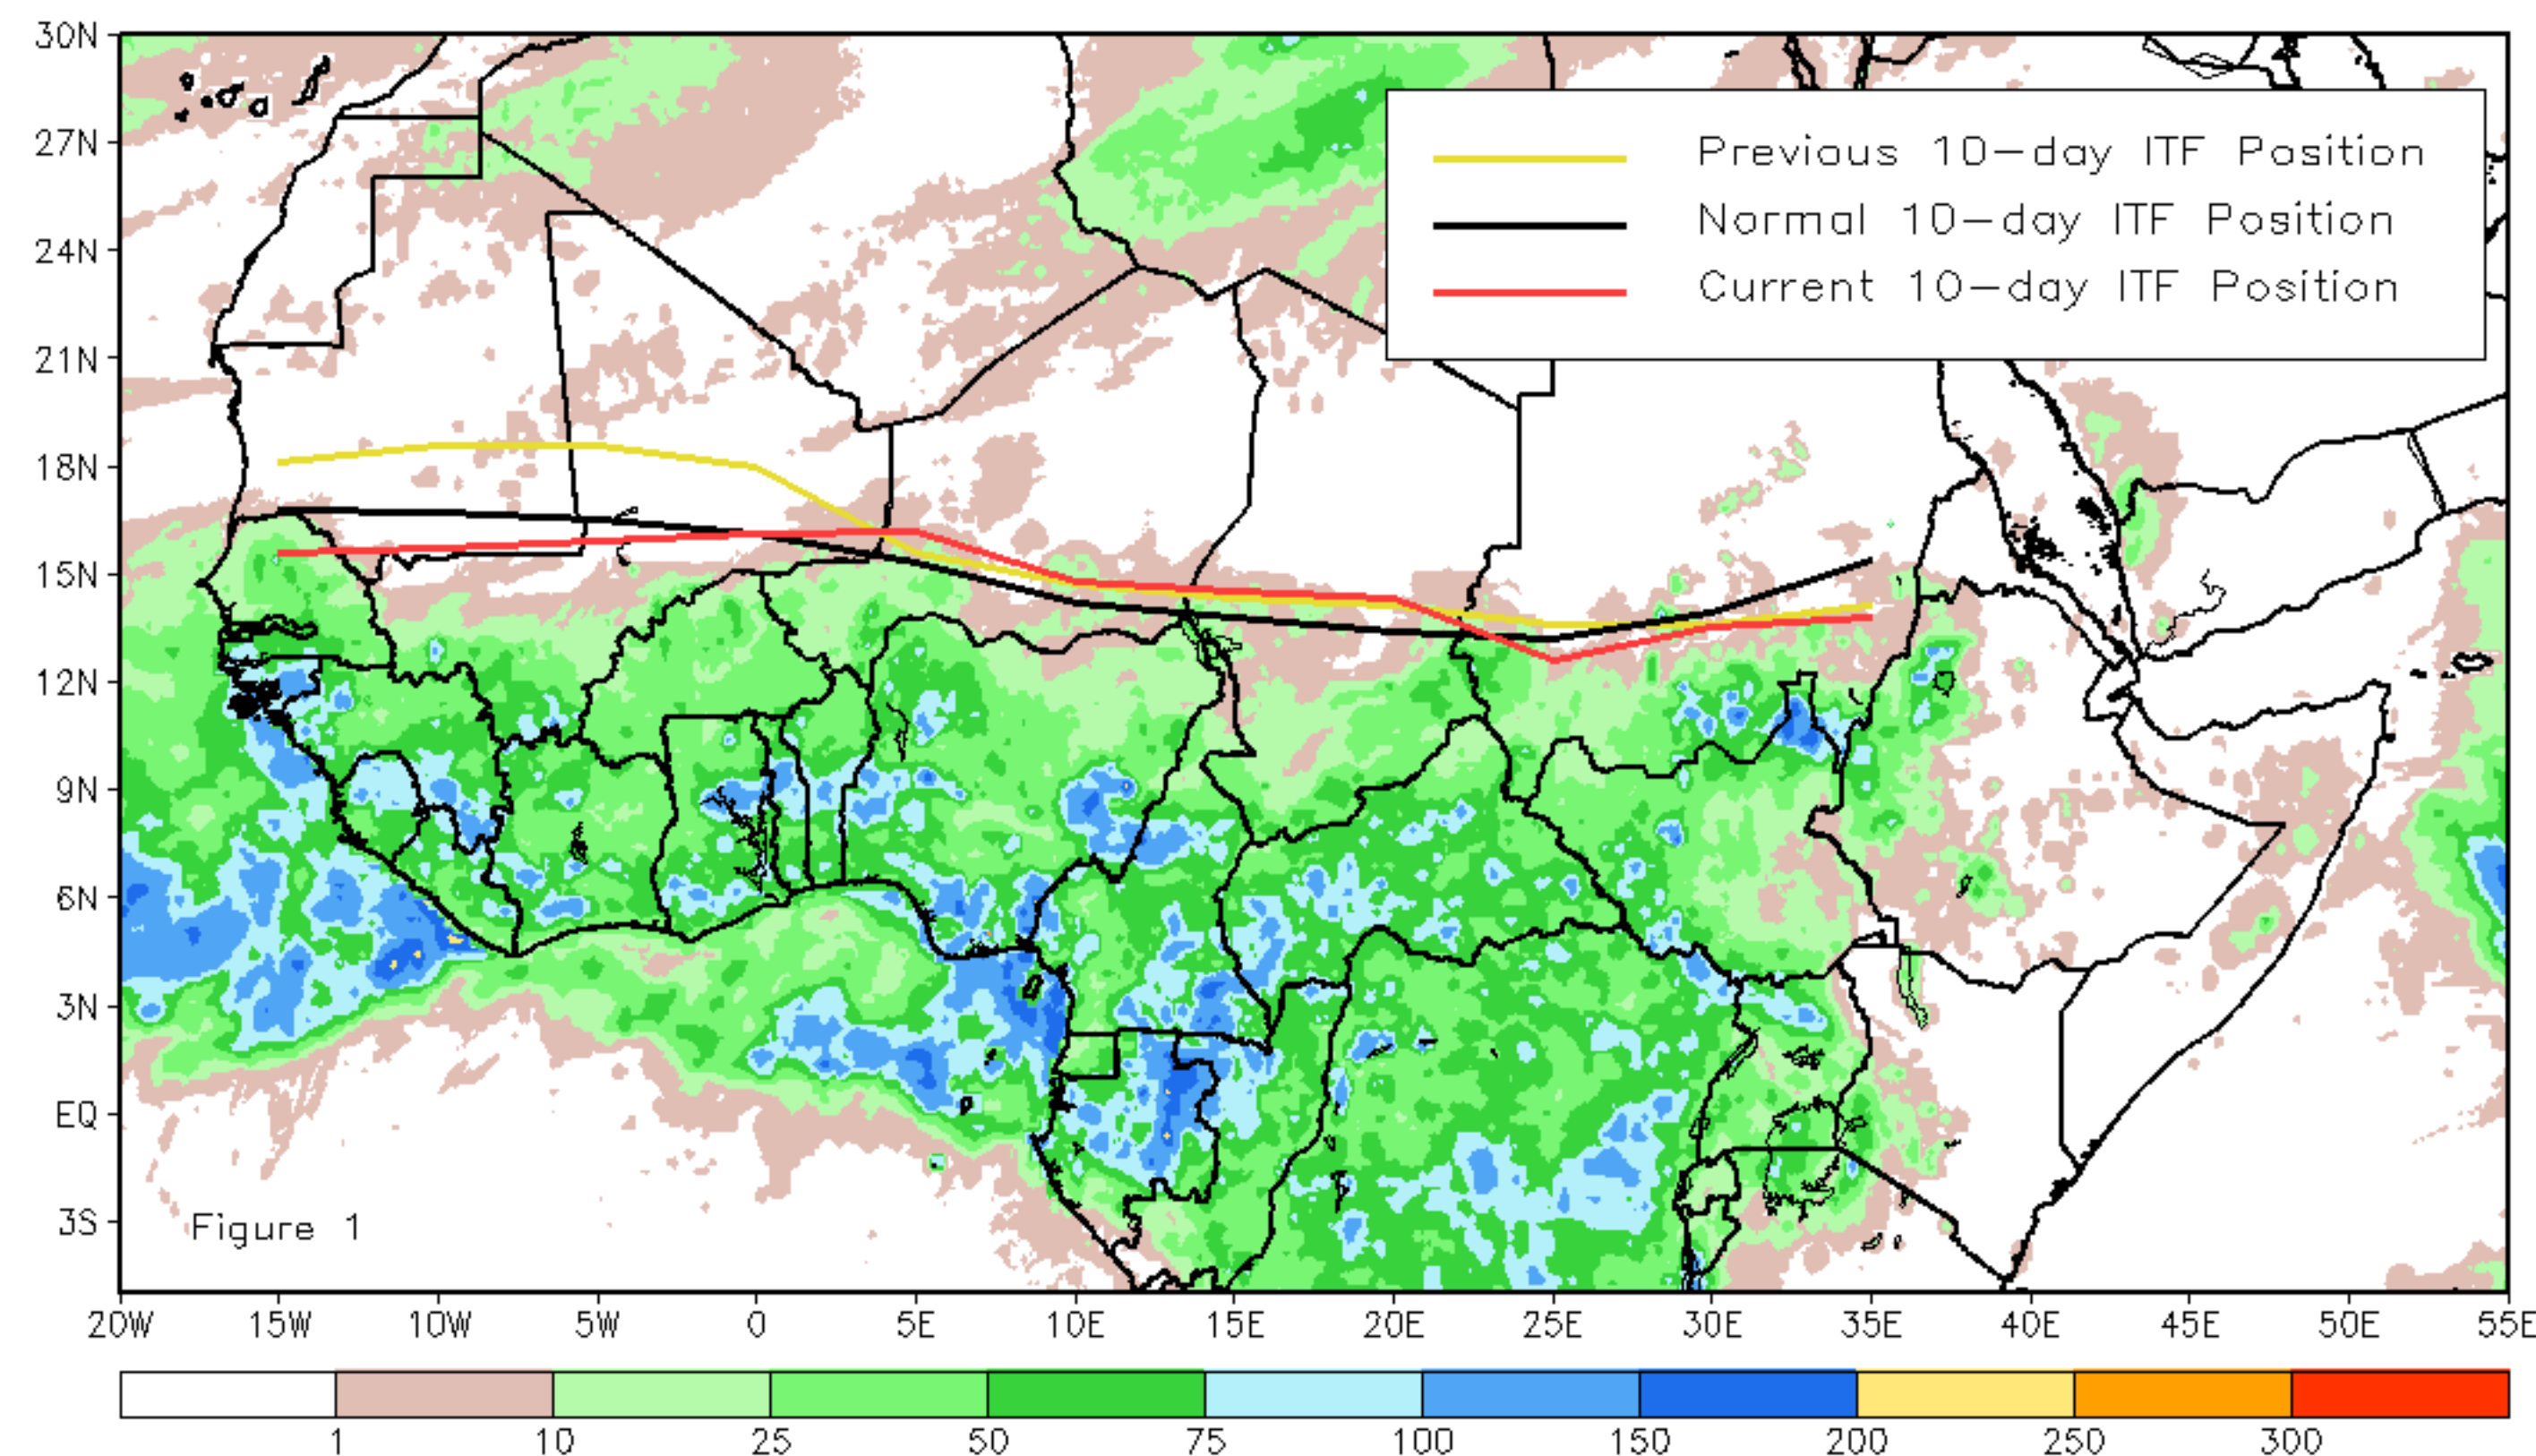 30N
27N
24N
21N
18N
15N
12N
9N
6N
3N
EQ
3S
Previous 10-day ITF Position
Normal 10-day ITF Position
Current 10-day ITF Position
Figure 1
20W 15W 10W 5W 0 5E 10E 15E 20E 25E 30E 35E 40E 45E 50E 55E
1 10 25 50 75 100 150 200 250 300